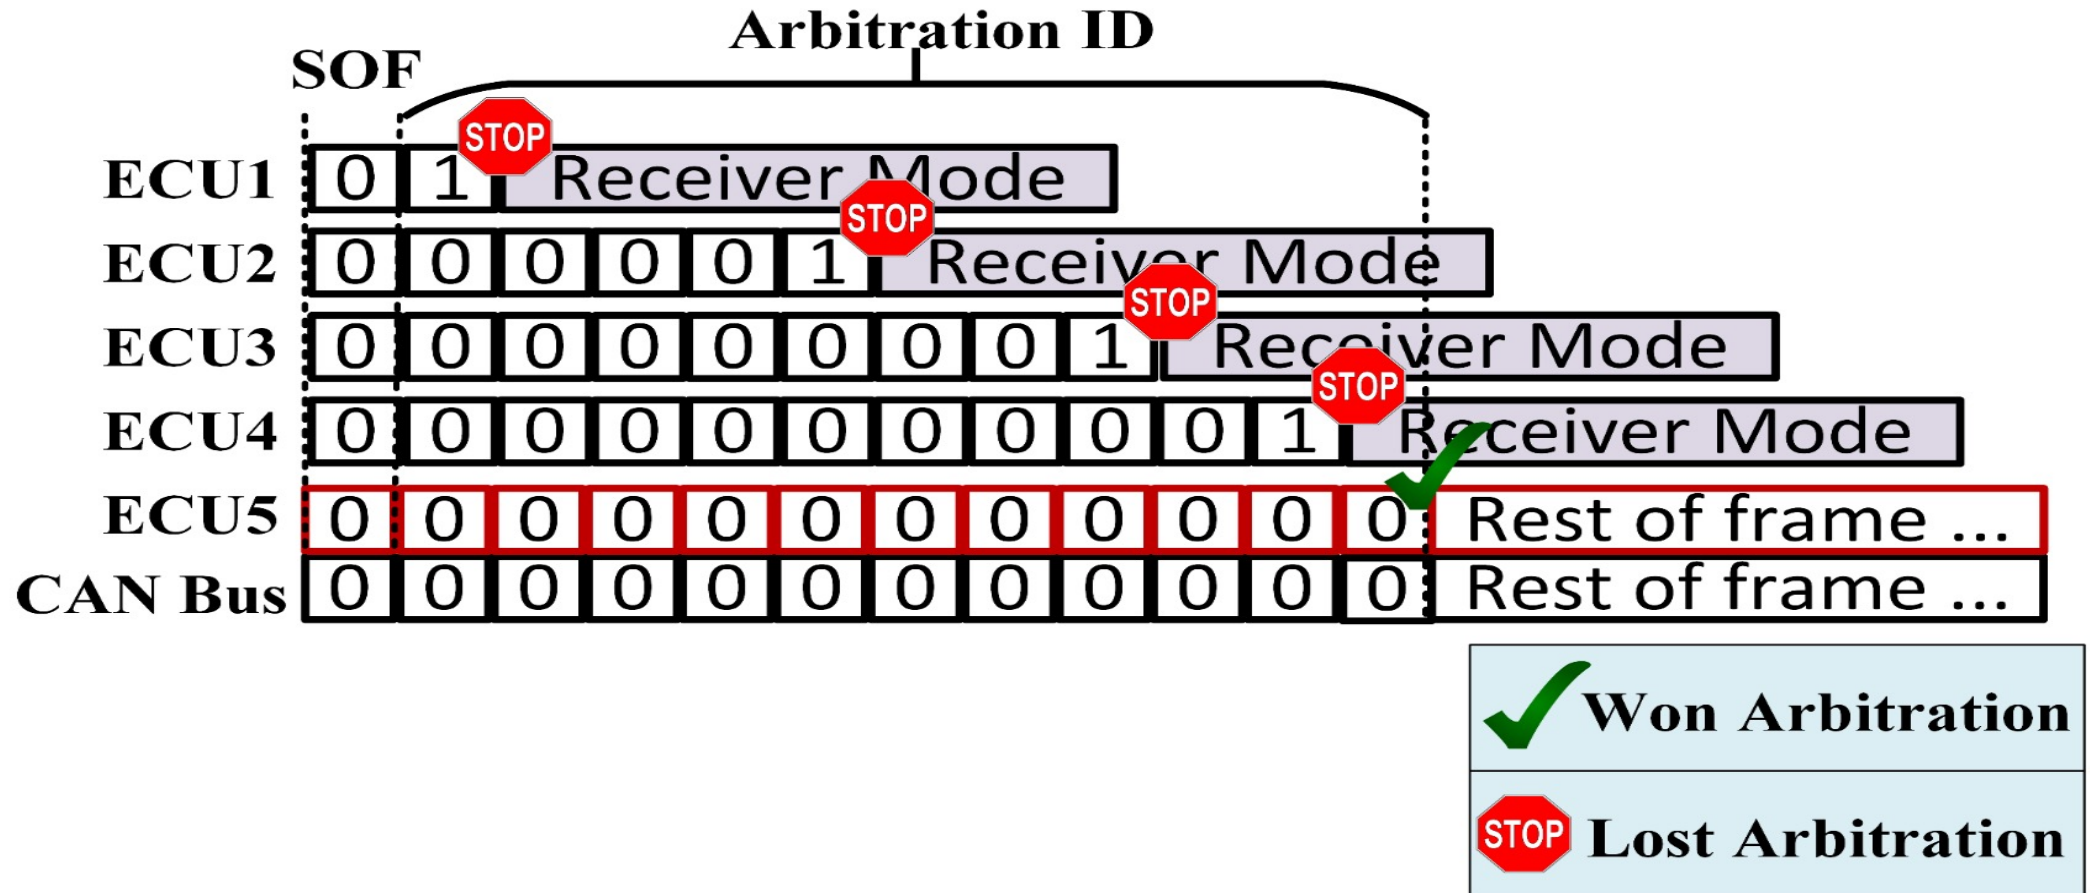 Arbitration ID
SOF
STOP
ECU1 0 1 Receiver Mode
STOP
ECU2 0 0 0 0 0 1 Receiver Mode
STOP
ECU3 0 0 0 0 0 0 0 0 1 Receiver Mode
STOP
ECU4 0 0 0 0 0 0 0 0 0 0 1 Receiver Mode
ECU5 0 0 0 0 0 0 0 0 0 0 0 0 Rest of frame ...
CAN Bus 0 0 0 0 0 0 0 0 0 0 0 0 Rest of frame ...
Won Arbitration
STOP Lost Arbitration